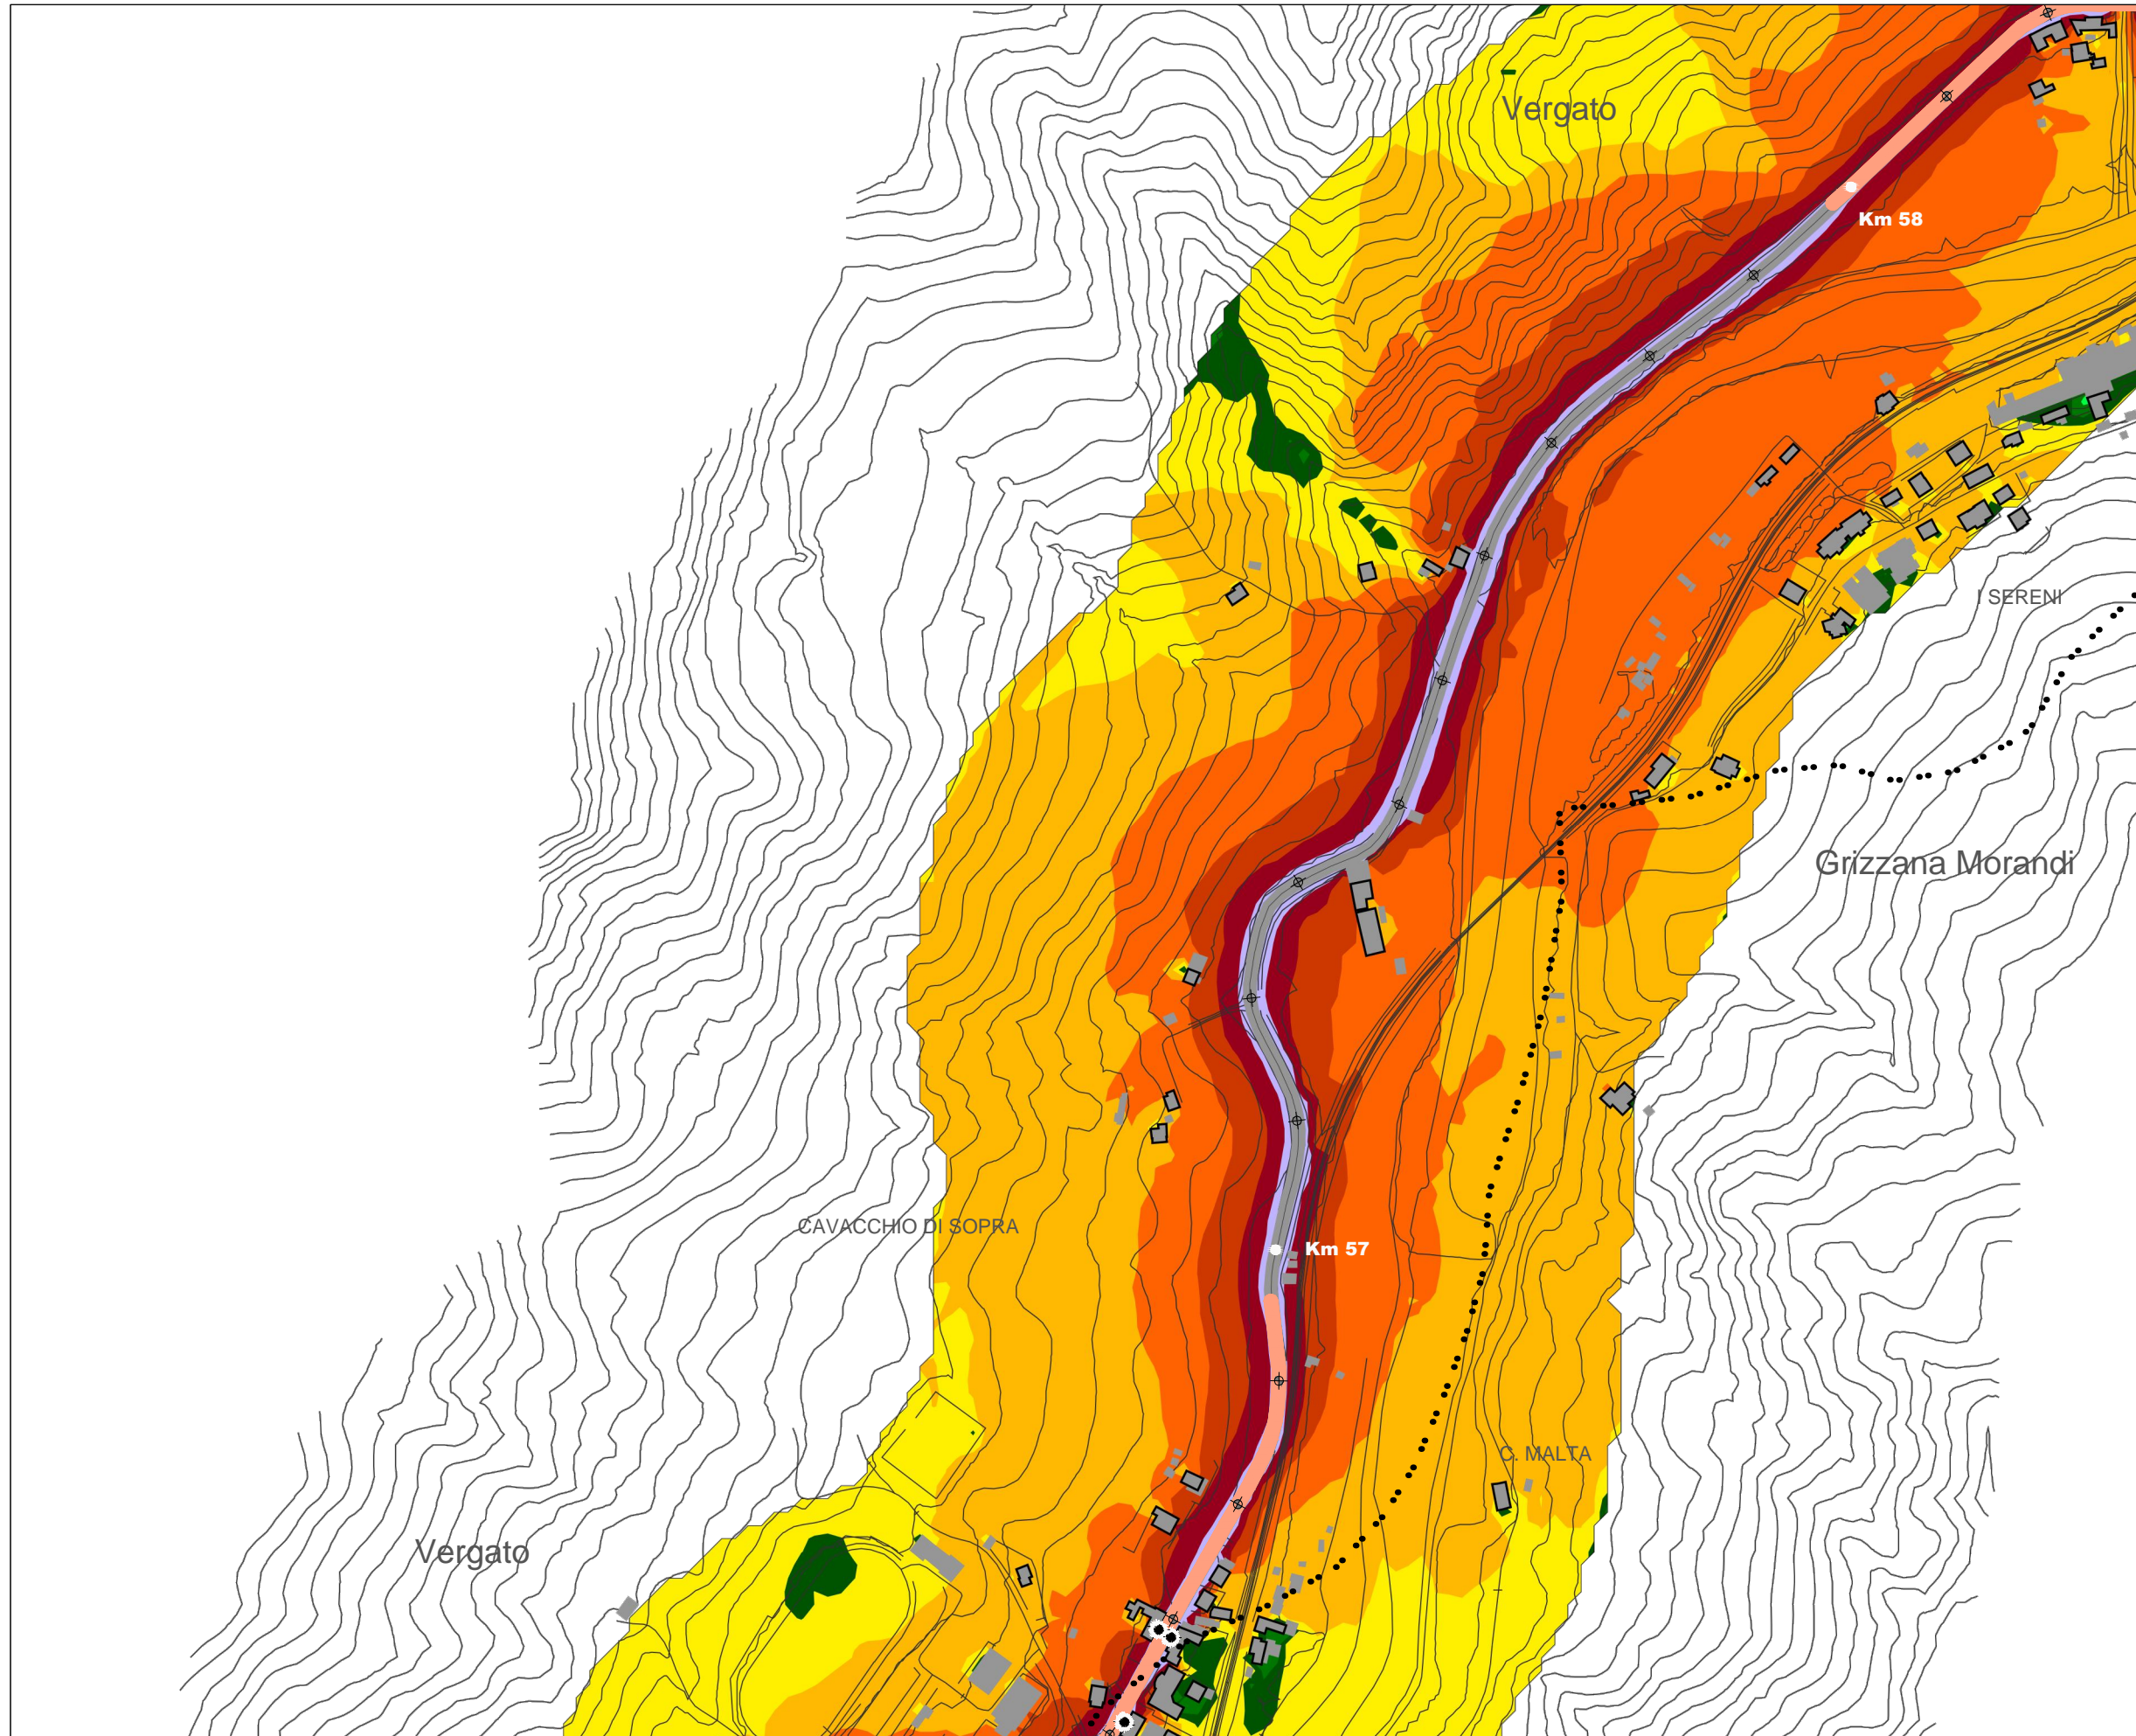 Vergato
Km 58
I SERENI
Grizzana Morandi
CAVACCHIO DI SOPRA
Km 57
C. MALTA
Vergato